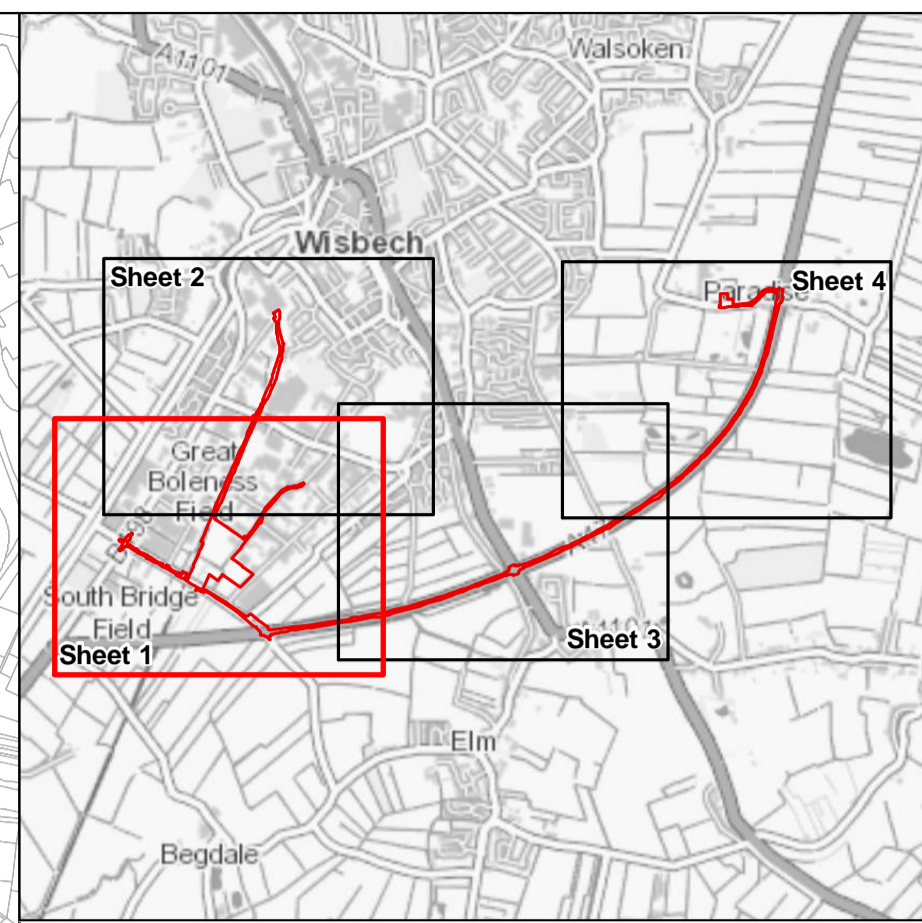 A1101
Walsoken
Wisbech
Sheet 2
Paradise
Sheet 4
Great
Boleness
Field
South Bridge
Field
Sheet 1
Sheet 3
Elm
Begdale